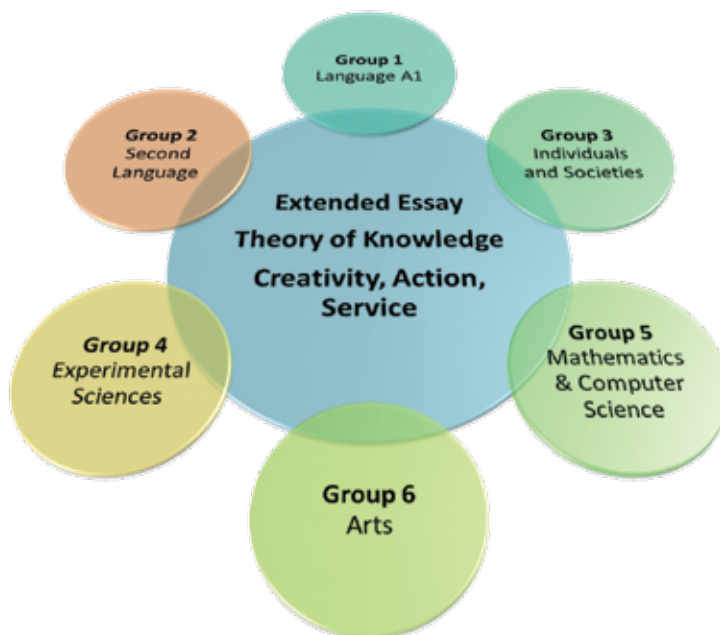 Group 1
Language A1
Group 2
Second
Language
Group 3
Individuals
and Societies
Extended Essay
Theory of Knowledge
Creativity, Action,
Service
Group 4
Experimental
Sciences
Group 5
Mathematics
& Computer
Science
Group 6
Arts